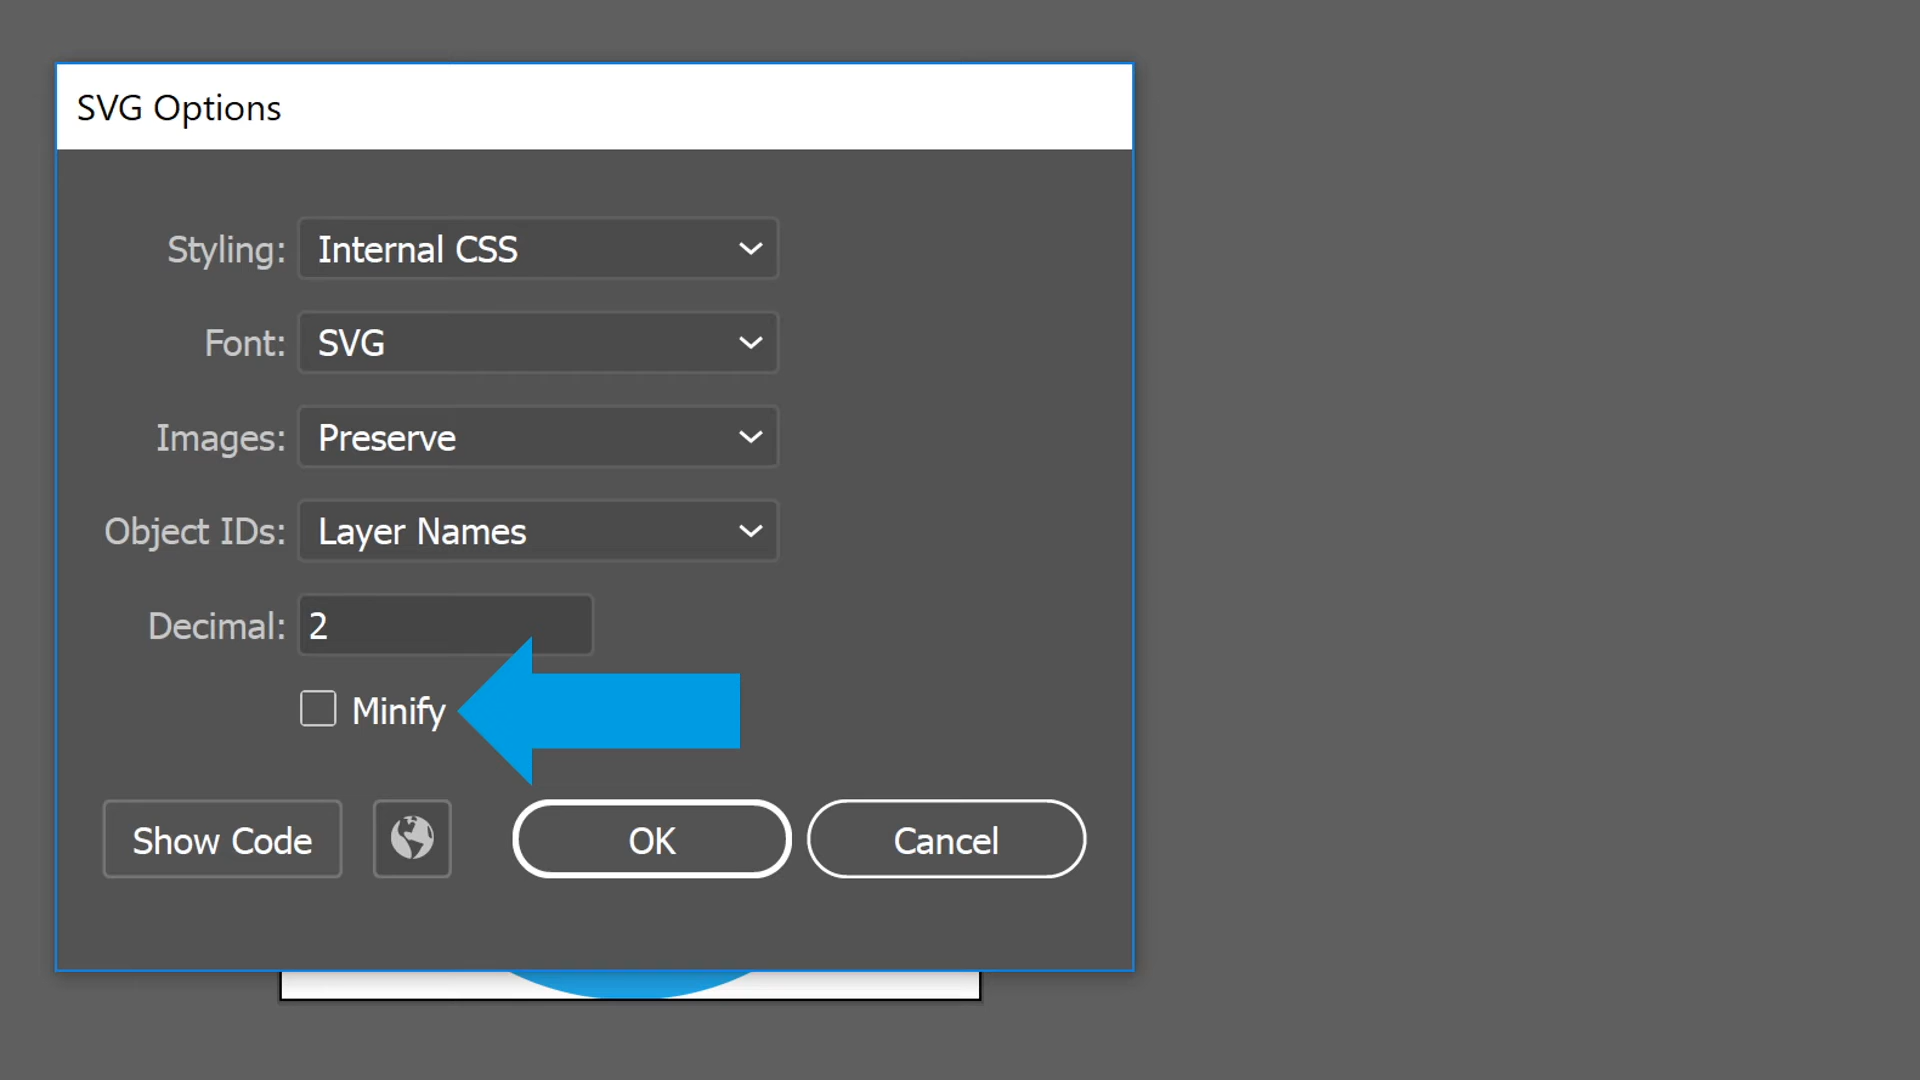 SVG Options
Styling: Internal CSS
Font: SVG
Images: Preserve
Object IDs: Layer Names
Decimal: 2
Minify
Show Code OK Cancel